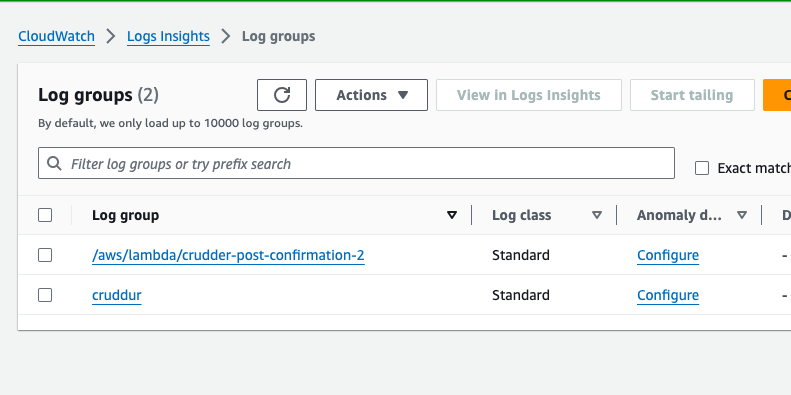 CloudWatch > Logs Insights > Log groups
Log groups (2)
Actions
View in Logs Insights
Start tailing
By default, we only load up to 10000 log groups.
Filter log groups or try prefix search
Exact match
Log group
Log class
Anomaly d...
/aws/lambda/crudder-post-confirmation-2
Standard
Configure
-
cruddur
Standard
Configure
-